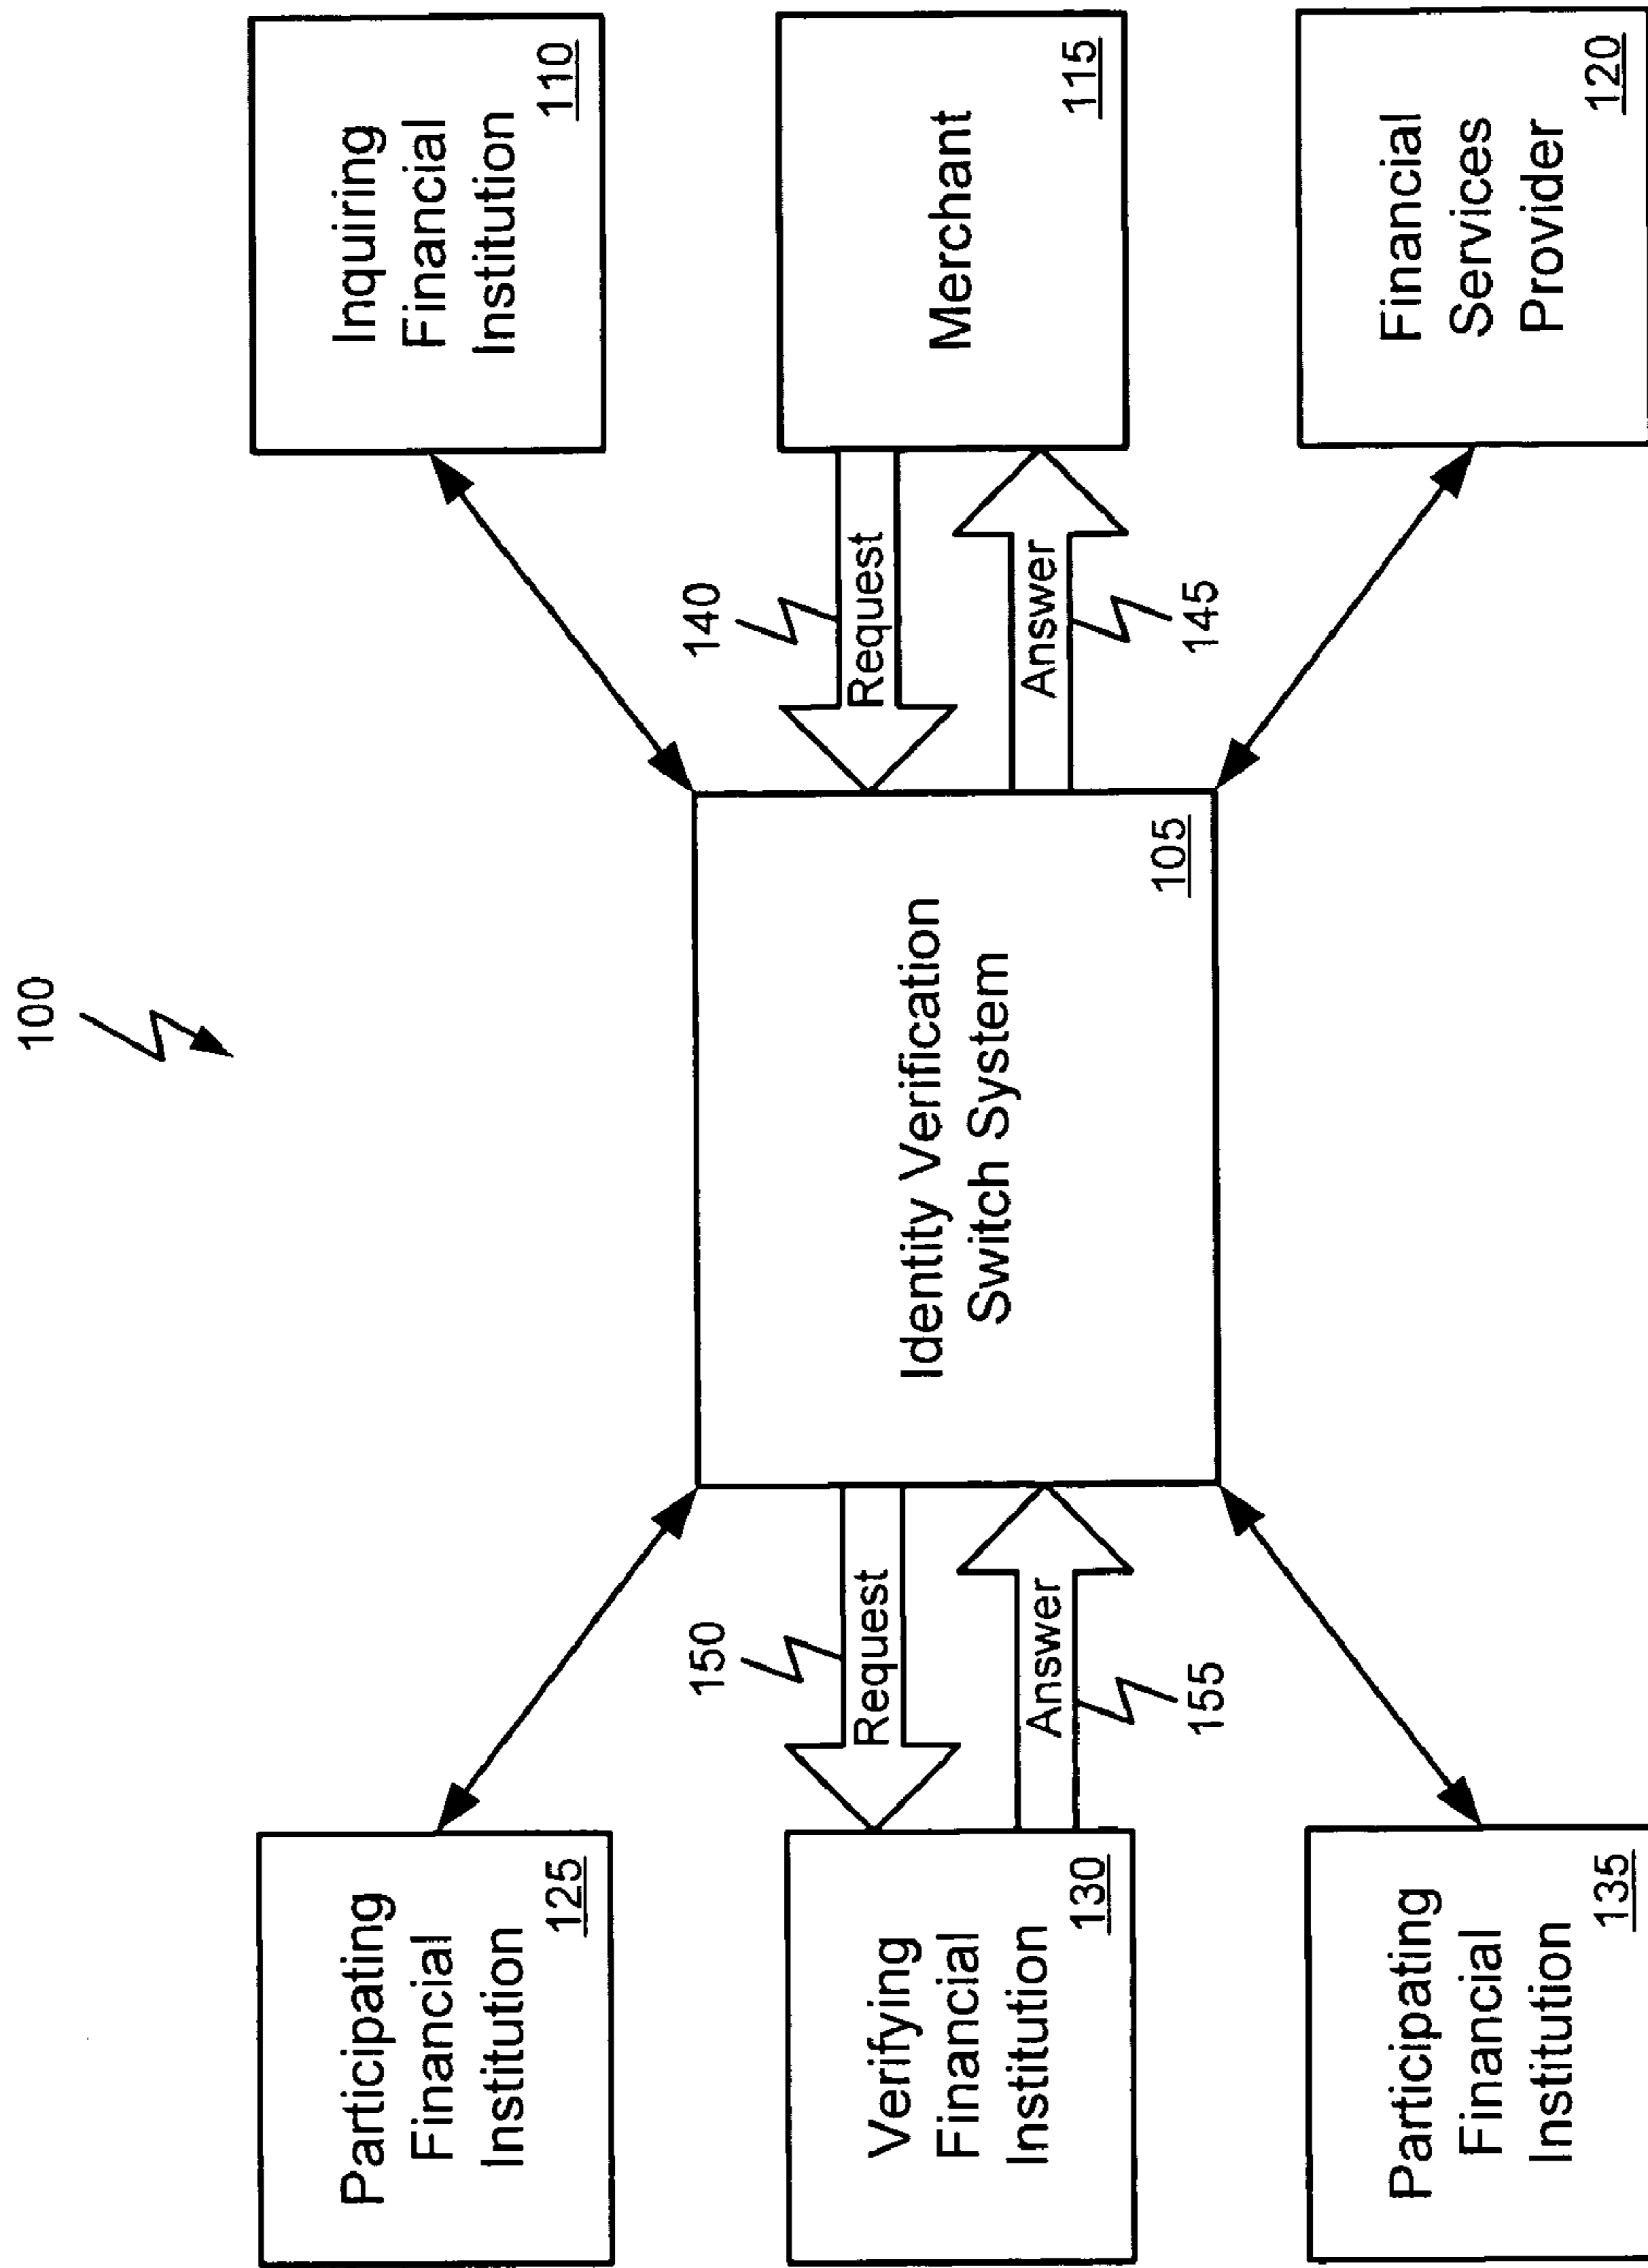 100
Participating
Financial
Institution
125
Inquiring
Financial
Institution
110
150
Request
140
Request
Verifying
Financial
Institution
130
Identity Verification
Switch System
105
Merchant
115
Answer
155
Answer
145
Participating
Financial
Institution
135
Financial
Services
Provider
120